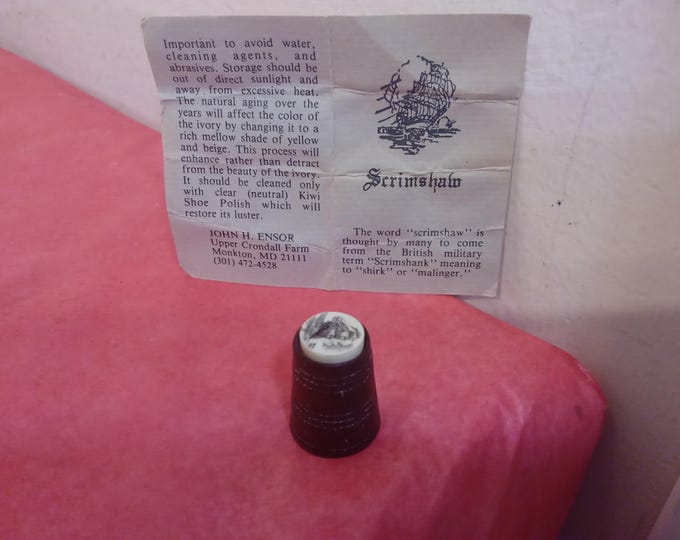 Important to avoid water,
cleaning agents, and
abrasives. Storage should be
out of direct sunlight and
away from excessive heat.
The natural aging over the
years will affect the color of
the ivory by changing it to a
rich mellow shade of yellow
and beige. This process will
enhance rather than detract
from the beauty of the ivory.
It should be cleaned only
with clear (neutral) Kiwi
Shoe Polish which will
restore its luster.
JOHN H. ENSOR
Upper Crondall Farm
Monkton, MD 21111
(301) 472-4528
Scrimshaw
The word "scrimshaw" is
thought by many to come
from the British military
term "Scrimshank" meaning
to "shirk" or "malinger."